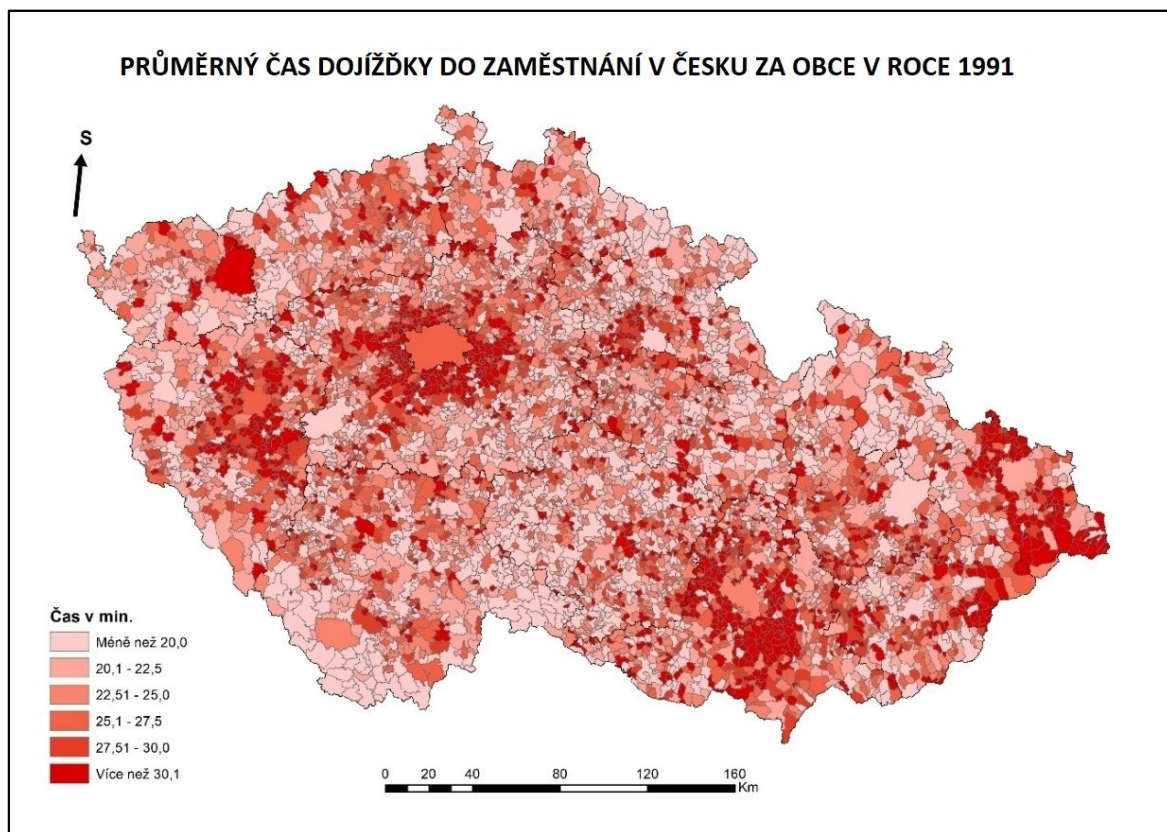 PRŮMĚRNÝ ČAS DOJÍŽĎKY DO ZAMĚSTNÁNÍ V ČESKU ZA OBCE V ROCE 1991
S
Čas v min.
Méně než 20,0
20,1 - 22,5
22,51 - 25,0
25,1 - 27,5
27,51 - 30,0
Více než 30,1
0 20 40 80 120 160
Km